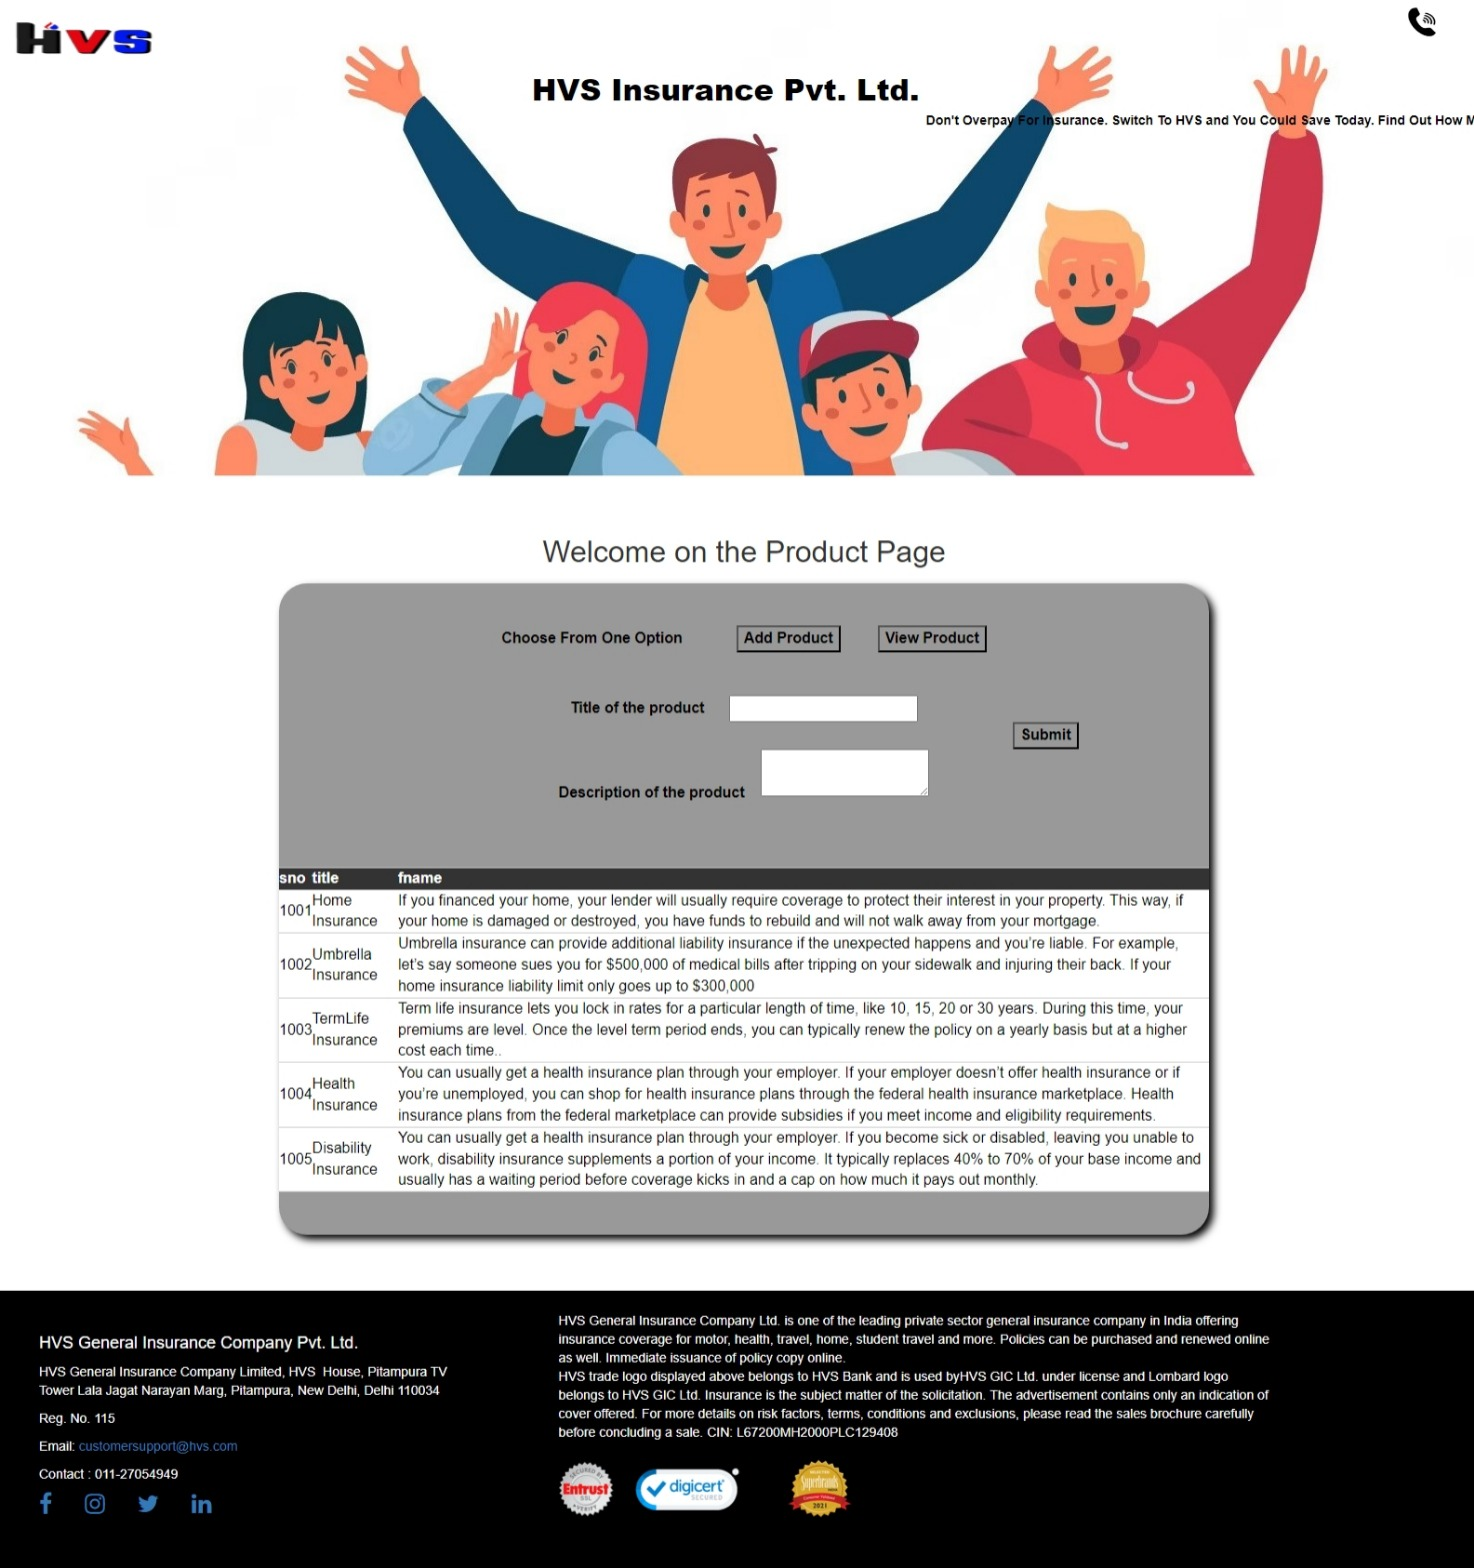 HVS
HVS Insurance Pvt. Ltd.
Don't Overpay For Insurance. Switch To HVS and You Could Save Today. Find Out How M
Welcome on the Product Page
Choose From One Option Add Product View Product
Title of the product
Submit
Description of the product
sno title fname
1001 Home Insurance If you financed your home, your lender will usually require coverage to protect their interest in your property. This way, if
your home is damaged or destroyed, you have funds to rebuild and will not walk away from your mortgage.
1002 Umbrella Insurance Umbrella insurance can provide additional liability insurance if the unexpected happens and you're liable. For example,
let's say someone sues you for $500,000 of medical bills after tripping on your sidewalk and injuring their back. If your
home insurance liability limit only goes up to $300,000
1003 TermLife Insurance Term life insurance lets you lock in rates for a particular length of time, like 10, 15, 20 or 30 years. During this time, your
premiums are level. Once the level term period ends, you can typically renew the policy on a yearly basis but at a higher
cost each time..
1004 Health Insurance You can usually get a health insurance plan through your employer. If your employer doesn't offer health insurance or if
you're unemployed, you can shop for health insurance plans through the federal health insurance marketplace. Health
insurance plans from the federal marketplace can provide subsidies if you meet income and eligibility requirements.
1005 Disability Insurance You can usually get a health insurance plan through your employer. If you become sick or disabled, leaving you unable to
work, disability insurance supplements a portion of your income. It typically replaces 40% to 70% of your base income and
usually has a waiting period before coverage kicks in and a cap on how much it pays out monthly.
HVS General Insurance Company Pvt. Ltd.
HVS General Insurance Company Limited, HVS House, Pitampura TV
Tower Lala Jagat Narayan Marg, Pitampura, New Delhi, Delhi 110034
Reg. No. 115
Email: customersupport@hvs.com
Contact : 011-27054949
HVS General Insurance Company Ltd. is one of the leading private sector general insurance company in India offering
insurance coverage for motor, health, travel, home, student travel and more. Policies can be purchased and renewed online
as well. Immediate issuance of policy copy online.
HVS trade logo displayed above belongs to HVS Bank and is used byHVS GIC Ltd. under license and Lombard logo
belongs to HVS GIC Ltd. Insurance is the subject matter of the solicitation. The advertisement contains only an indication of
cover offered. For more details on risk factors, terms, conditions and exclusions, please read the sales brochure carefully
before concluding a sale. CIN: L67200MH2000PLC129408
SECURED BY
Entrust
SSL
VERIFY
digicert
SECURED
Superbrands
2021